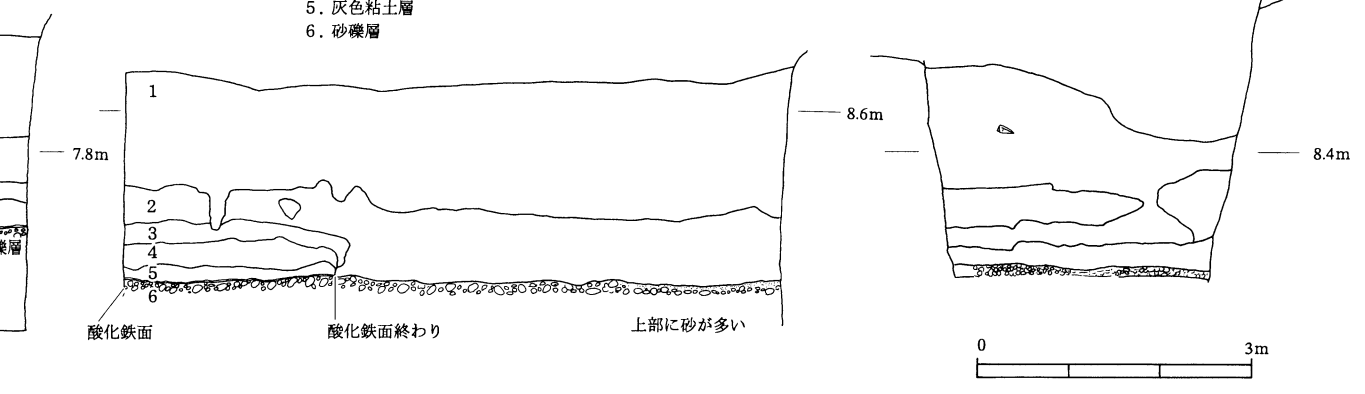 5. 灰色粘土層
6. 砂礫層
1
8.6m
7.8m
8.4m
2
3
4
5
6
礫層
酸化鉄面
酸化鉄面終わり
上部に砂が多い
0
3m